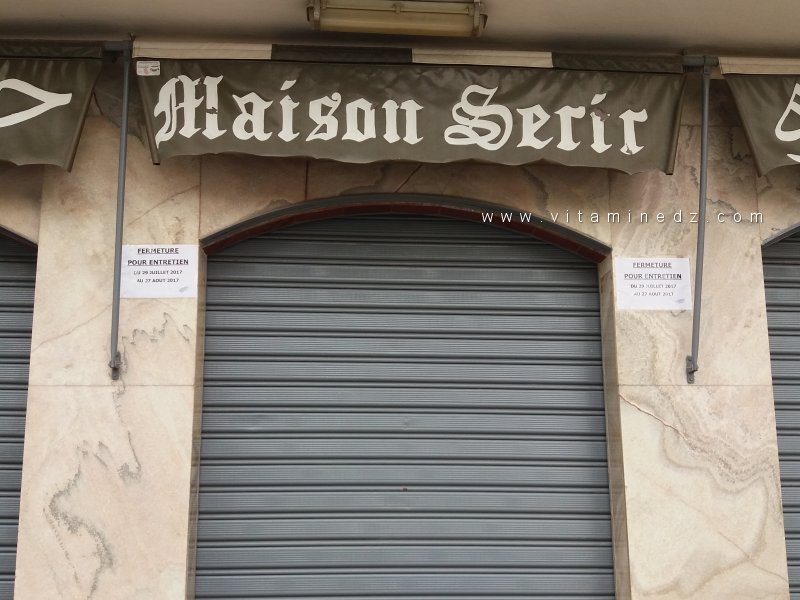 Maison Serir
www.vitaminedz.com
FERMETURE
POUR ENTRETIEN
DU 29 JUILLET 2017
AU 27 AOUT 2017
FERMETURE
POUR ENTRETIEN
DU 29 JUILLET 2017
AU 27 AOUT 2017